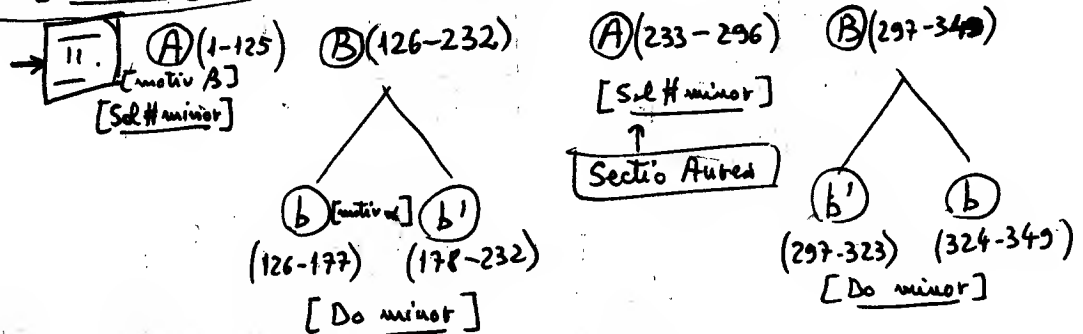 II. A (1-125) B (126-232) A (233-296) B (297-349)
[motiv β]
[Sol # minor] [Sol # minor]
Sectio Aurea
b [motiv α] b' b' b
(126-177) (178-232) (297-323) (324-349)
[Do minor] [Do minor]